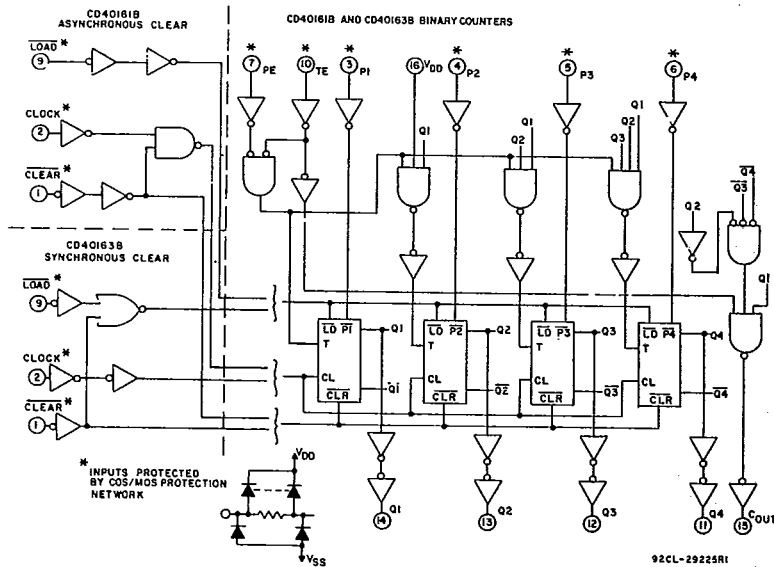 CD40161B
ASYNCHRONOUS CLEAR
CD40161B AND CD40163B BINARY COUNTERS
LOAD *
9
CLOCK *
2
CLEAR *
1
CD40163B
SYNCHRONOUS CLEAR
LOAD *
9
CLOCK *
2
CLEAR *
1
* * * * * *
7 PE
10 TE
3 P1
16 VDD
4 P2
5 P3
6 P4
Q1
Q2 Q1
Q3 Q2 Q1
Q2 Q3 Q4
Q1
LD P1
T
CL
CLR
Q1
Q1
LD P2
T
CL
CLR
Q2
Q2
LD P3
T
CL
CLR
Q3
Q3
LD P4
T
CL
CLR
Q4
Q4
14 Q1
13 Q2
12 Q3
11 Q4
15 COUT
* INPUTS PROTECTED
BY COS/MOS PROTECTION
NETWORK
VDD
VSS
92CL-29225R1